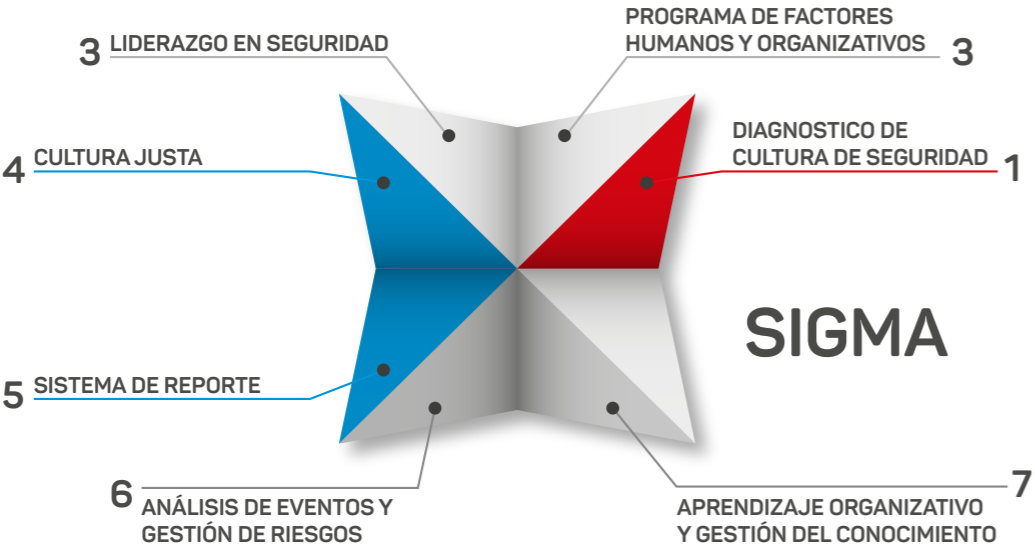 3 LIDERAZGO EN SEGURIDAD
PROGRAMA DE FACTORES
HUMANOS Y ORGANIZATIVOS 3
DIAGNOSTICO DE
CULTURA DE SEGURIDAD 1
4 CULTURA JUSTA
SIGMA
5 SISTEMA DE REPORTE
6 ANÁLISIS DE EVENTOS Y
GESTIÓN DE RIESGOS
7
APRENDIZAJE ORGANIZATIVO
Y GESTIÓN DEL CONOCIMIENTO